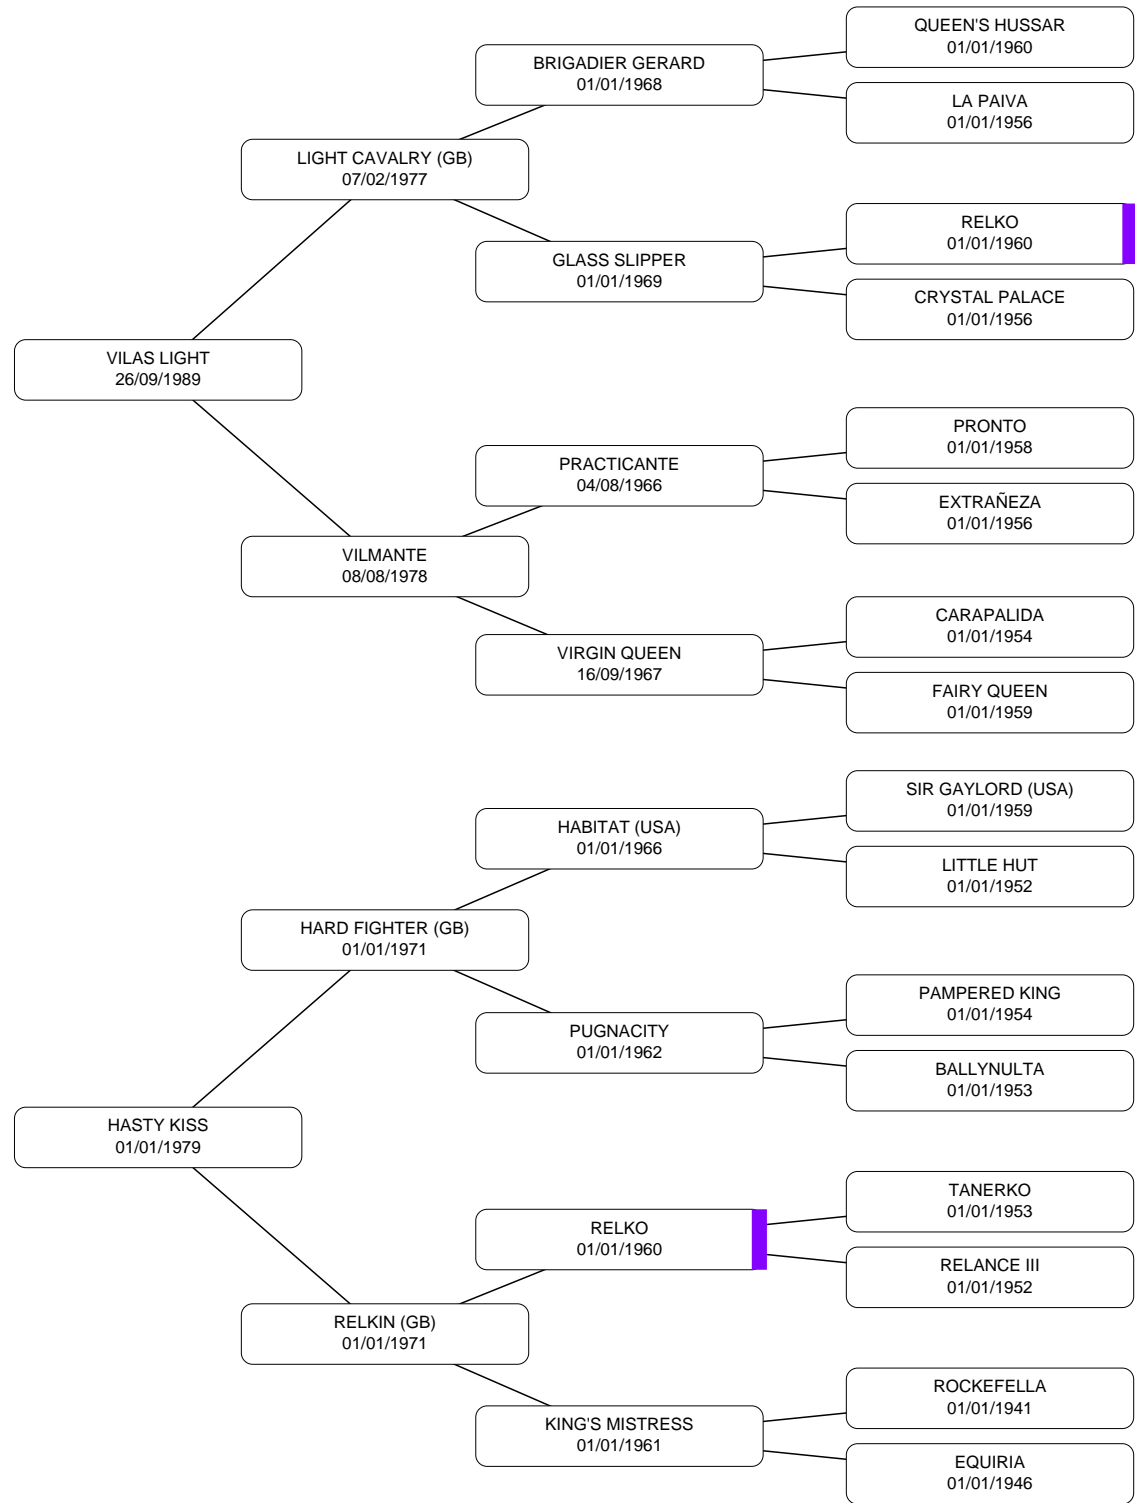 QUEEN'S HUSSAR
01/01/1960
BRIGADIER GERARD
01/01/1968
LA PAIVA
01/01/1956
LIGHT CAVALRY (GB)
07/02/1977
RELKO
01/01/1960
GLASS SLIPPER
01/01/1969
CRYSTAL PALACE
01/01/1956
VILAS LIGHT
26/09/1989
PRONTO
01/01/1958
PRACTICANTE
04/08/1966
EXTRAÑEZA
01/01/1956
VILMANTE
08/08/1978
CARAPALIDA
01/01/1954
VIRGIN QUEEN
16/09/1967
FAIRY QUEEN
01/01/1959
SIR GAYLORD (USA)
01/01/1959
HABITAT (USA)
01/01/1966
LITTLE HUT
01/01/1952
HARD FIGHTER (GB)
01/01/1971
PAMPERED KING
01/01/1954
PUGNACITY
01/01/1962
BALLYNULTA
01/01/1953
HASTY KISS
01/01/1979
TANERKO
01/01/1953
RELKO
01/01/1960
RELANCE III
01/01/1952
RELKIN (GB)
01/01/1971
ROCKEFELLA
01/01/1941
KING'S MISTRESS
01/01/1961
EQUIRIA
01/01/1946